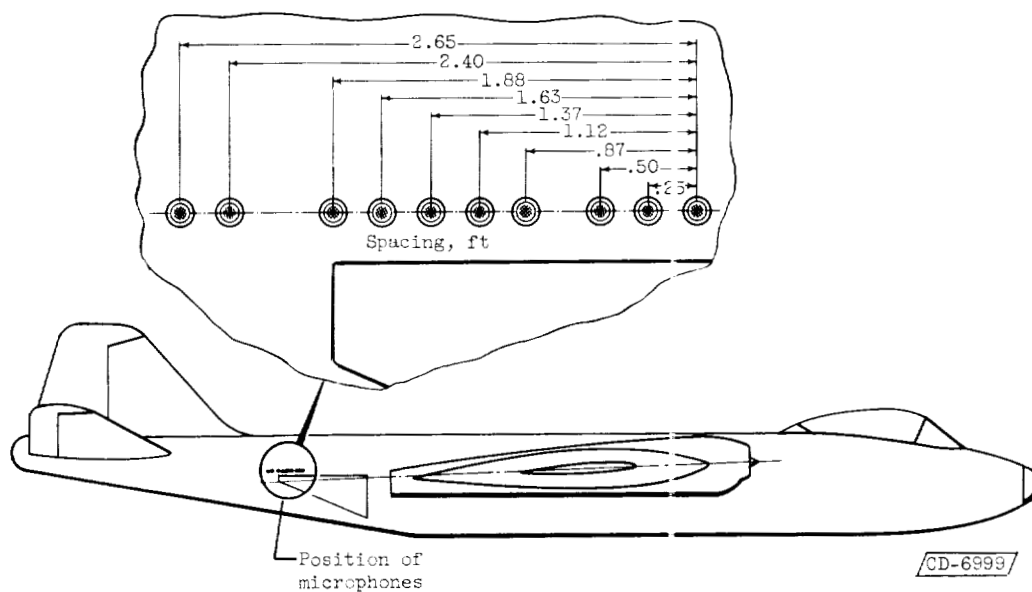 2.65
2.40
1.88
1.63
1.37
1.12
.87
.50
.25
Spacing, ft
Position of
microphones
CD-6999